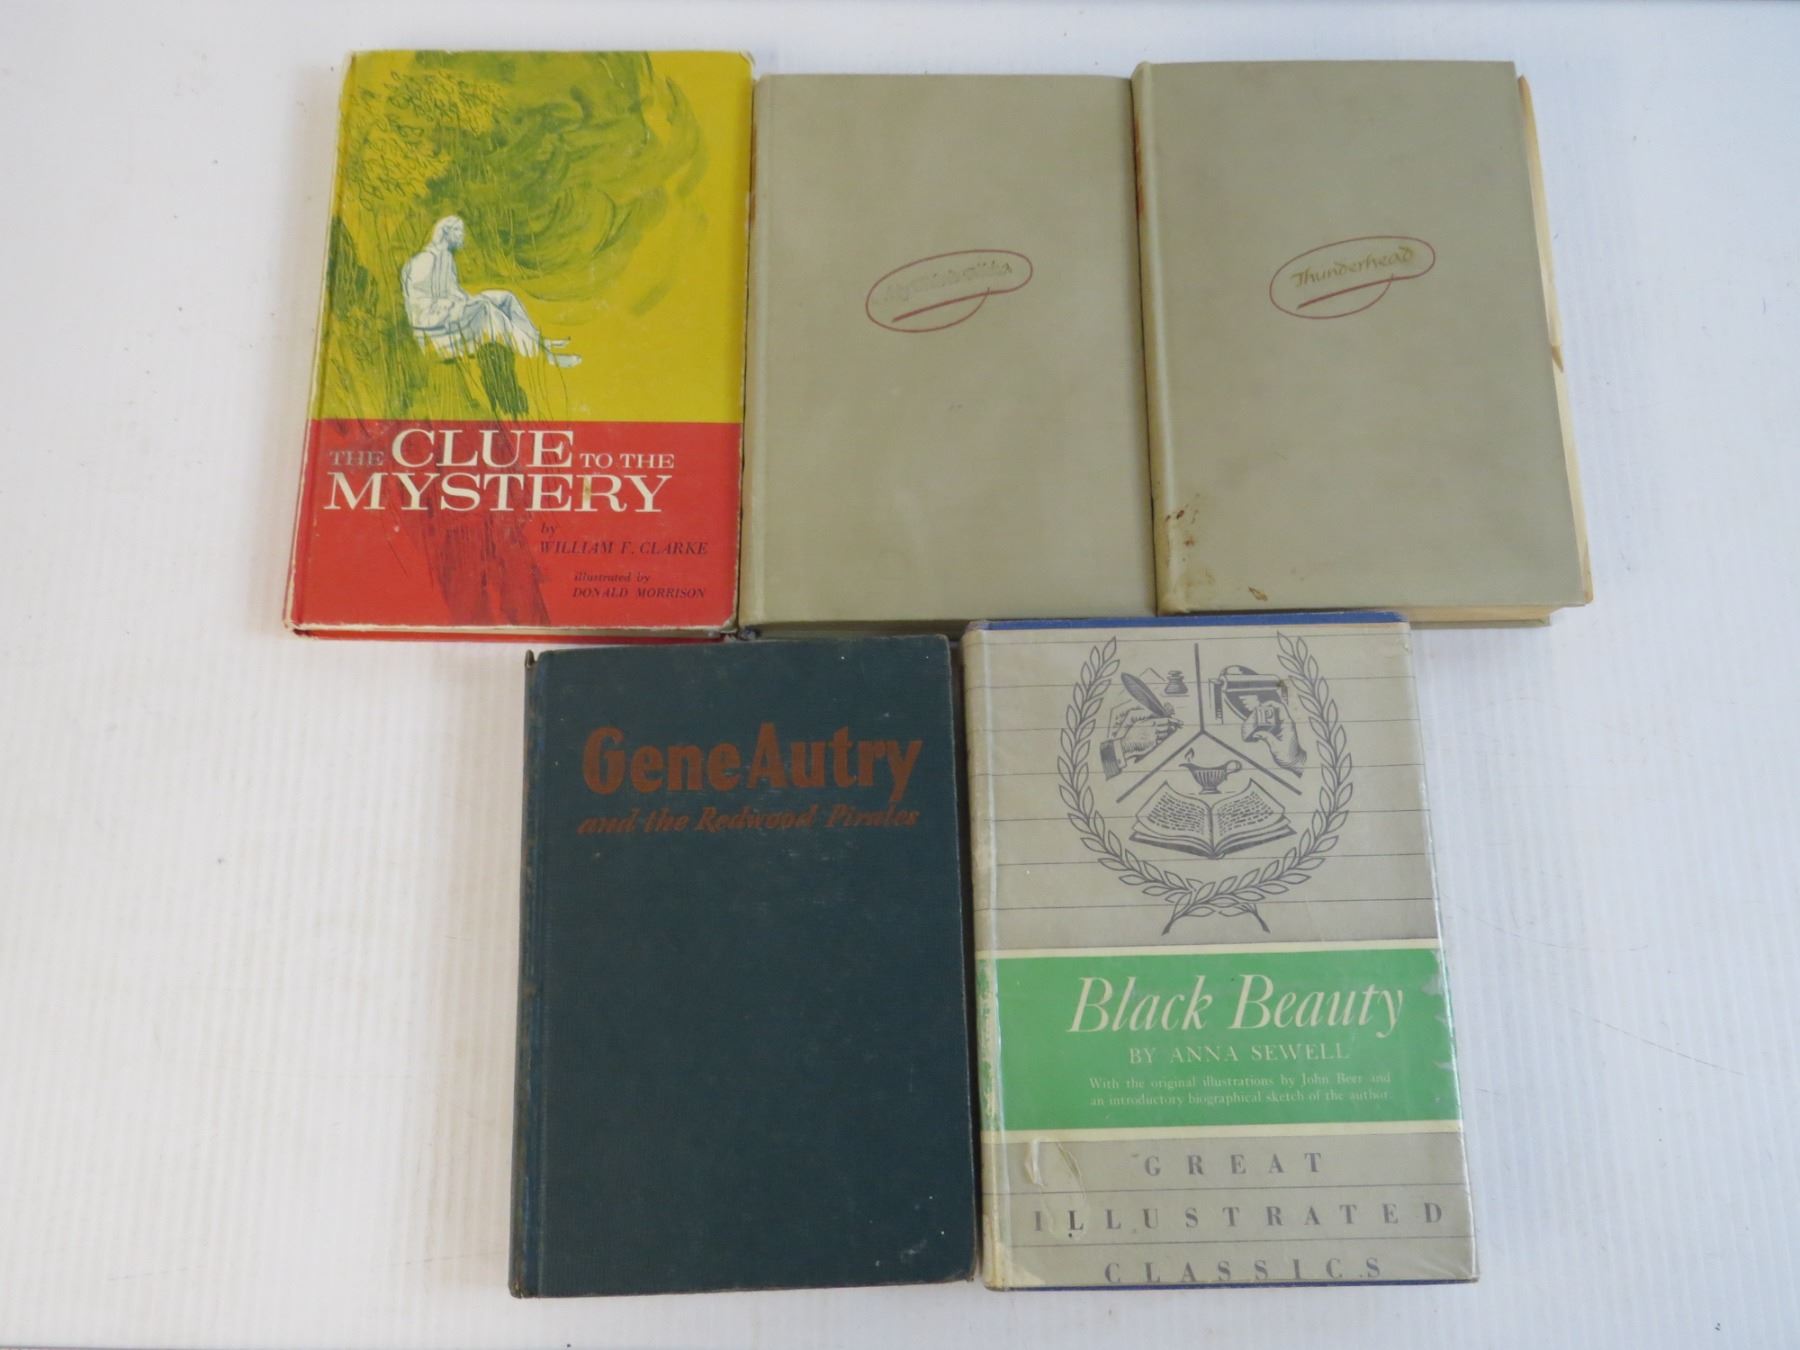 THE CLUE TO THE
MYSTERY
by
WILLIAM F. CLARKE
illustrated by
DONALD MORRISON
Thunderhead
Gene Autry
and the Redwood Pirates
Black Beauty
BY ANNA SEWELL
With the original illustrations by John Beer and
an introductory biographical sketch of the author.
GREAT
ILLUSTRATED
CLASSICS